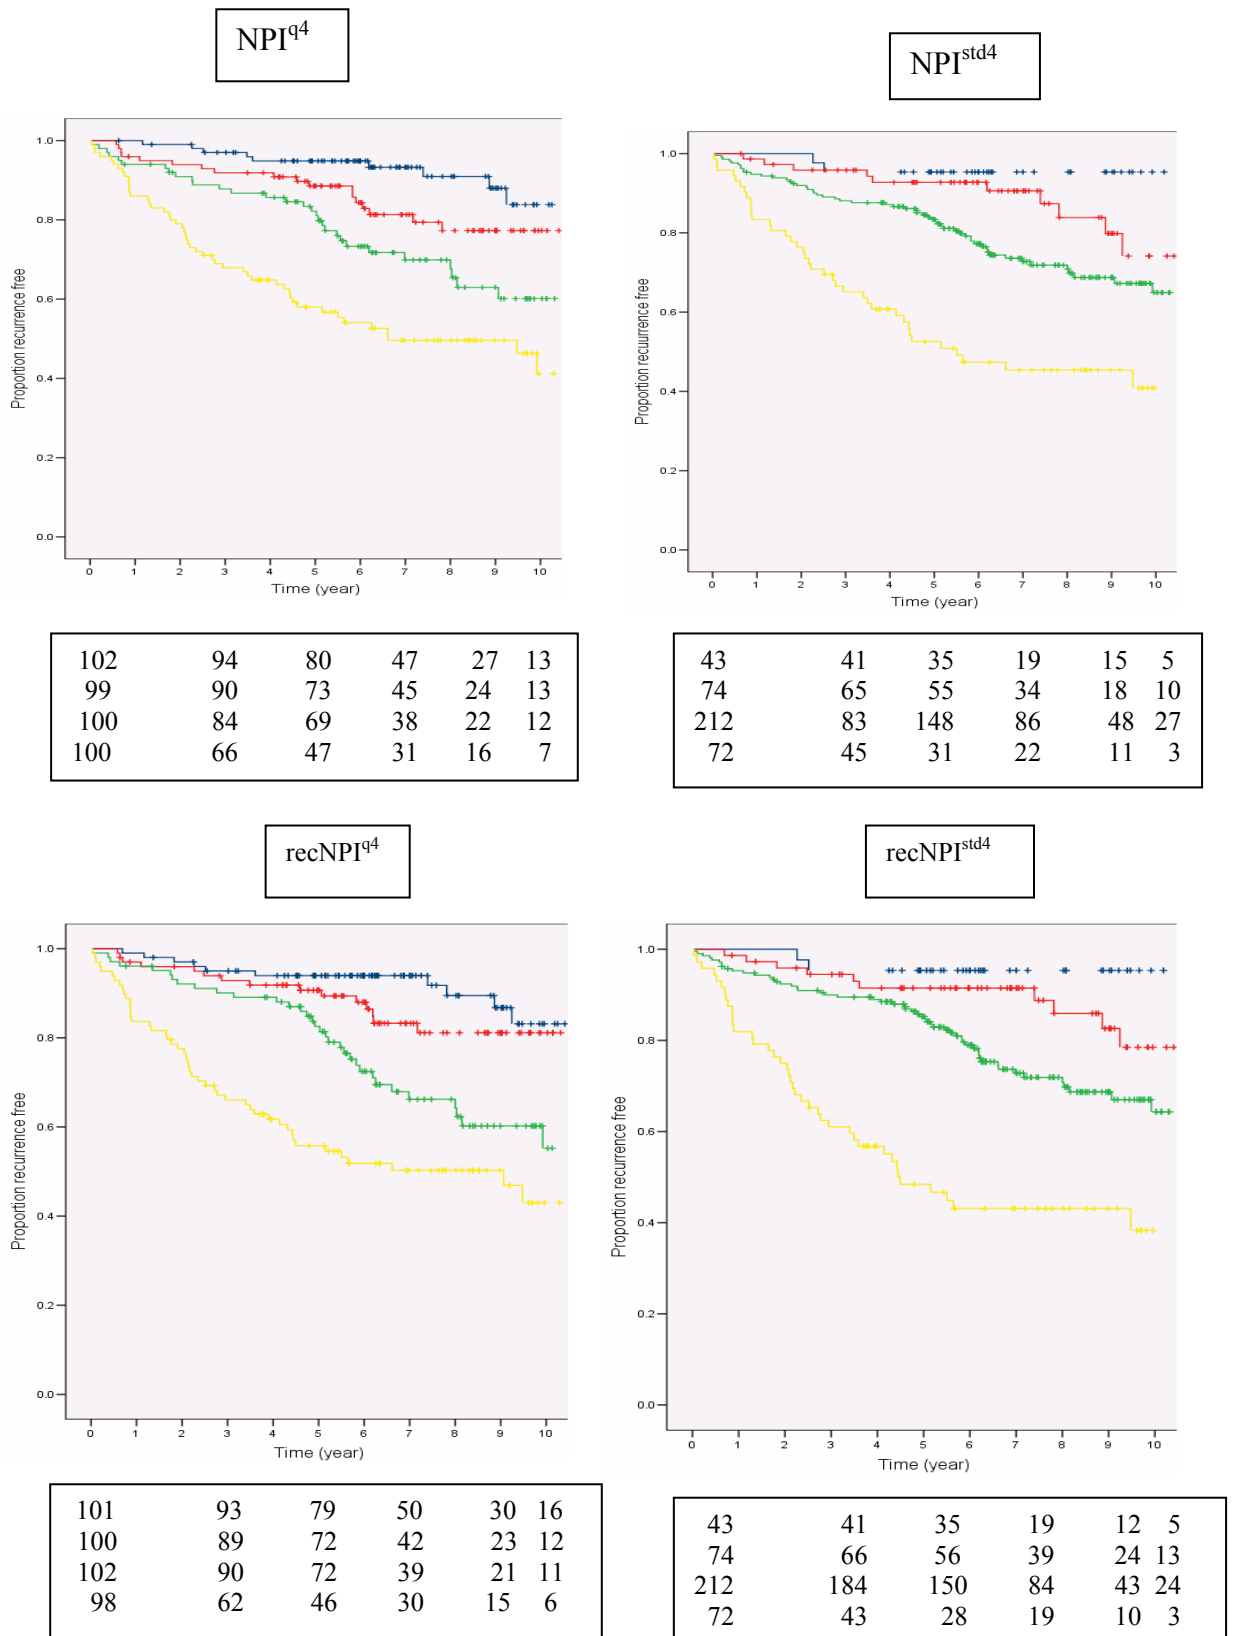 NPI^q4
NPI^std4
1.0
0.8
0.6
0.4
0.2
0.0
Proportion recurrence free
0 1 2 3 4 5 6 7 8 9 10
Time (year)
1.0
0.8
0.6
0.4
0.2
0.0
Proportion recuurrence free
0 1 2 3 4 5 6 7 8 9 10
Time (year)
102 94 80 47 27 13
99 90 73 45 24 13
100 84 69 38 22 12
100 66 47 31 16 7
43 41 35 19 15 5
74 65 55 34 18 10
212 83 148 86 48 27
72 45 31 22 11 3
recNPI^q4
recNPI^std4
1.0
0.8
0.6
0.4
0.2
0.0
Proportion recurrence free
0 1 2 3 4 5 6 7 8 9 10
Time (year)
1.0
0.8
0.6
0.4
0.2
0.0
Proportion recurrence free
0 1 2 3 4 5 6 7 8 9 10
Time (year)
101 93 79 50 30 16
100 89 72 42 23 12
102 90 72 39 21 11
98 62 46 30 15 6
43 41 35 19 12 5
74 66 56 39 24 13
212 184 150 84 43 24
72 43 28 19 10 3